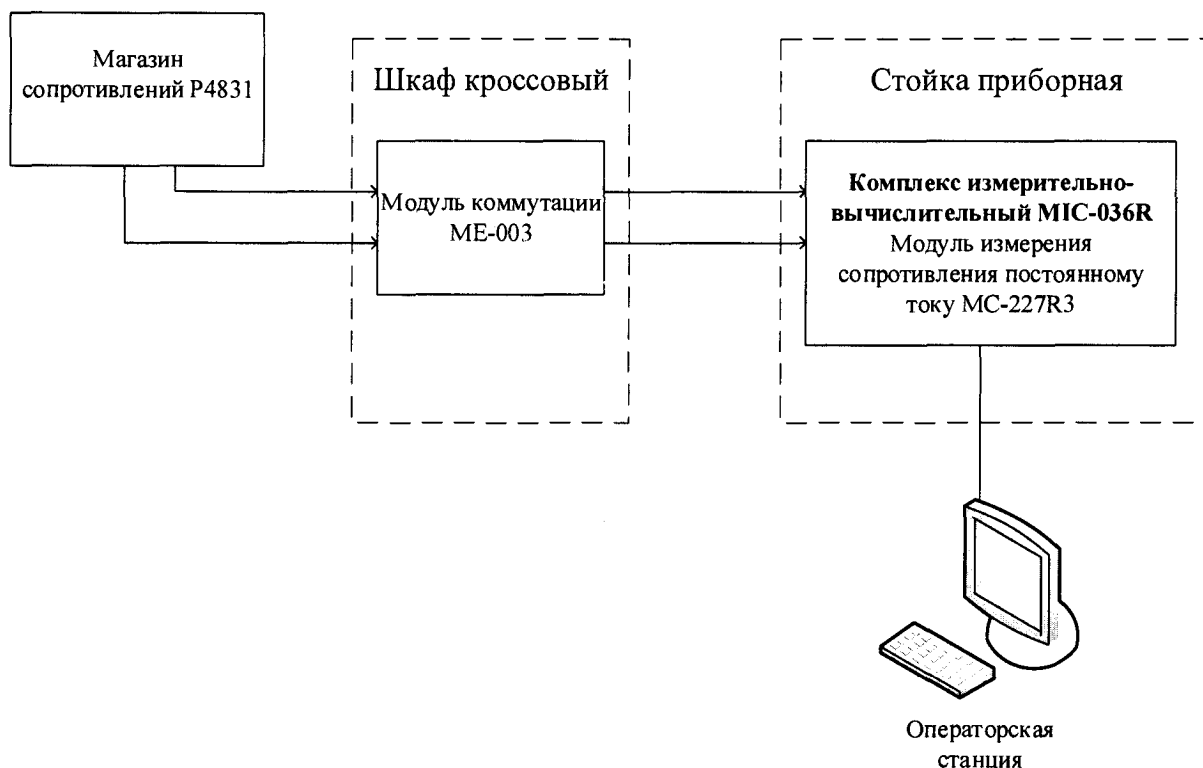 Магазин
сопротивлений Р4831
Шкаф кроссовый
Модуль коммутации
МЕ-003
Стойка приборная
Комплекс измерительно-
вычислительный MIC-036R
Модуль измерения
сопротивления постоянному
току МС-227R3
Операторская
станция